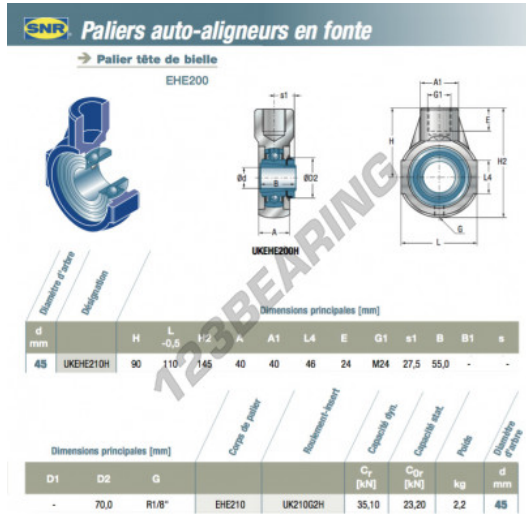 SNR Paliers auto-aligneurs en fonte
Palier tête de bielle
EHE200
s1
Ød
B
ØD2
A
UKEHE200H
A1
G1
E
H
H2
L4
G
L
123BEARING
Diamètre d'arbre
Désignation
Dimensions principales [mm]
d mm H L -0,5 H2 A A1 L4 E G1 s1 B B1 s
45 UKEHE210H 90 110 145 40 40 46 24 M24 27,5 55,0 - - -
Dimensions principales [mm]
Corps de palier
Roulement-insert
Capacité dyn.
Capacité stat.
Poids
Diamètre d'arbre
D1 D2 G Cr [kN] C0r [kN] kg d mm
- 70,0 R1/8" EHE210 UK210G2H 35,10 23,20 2,2 45